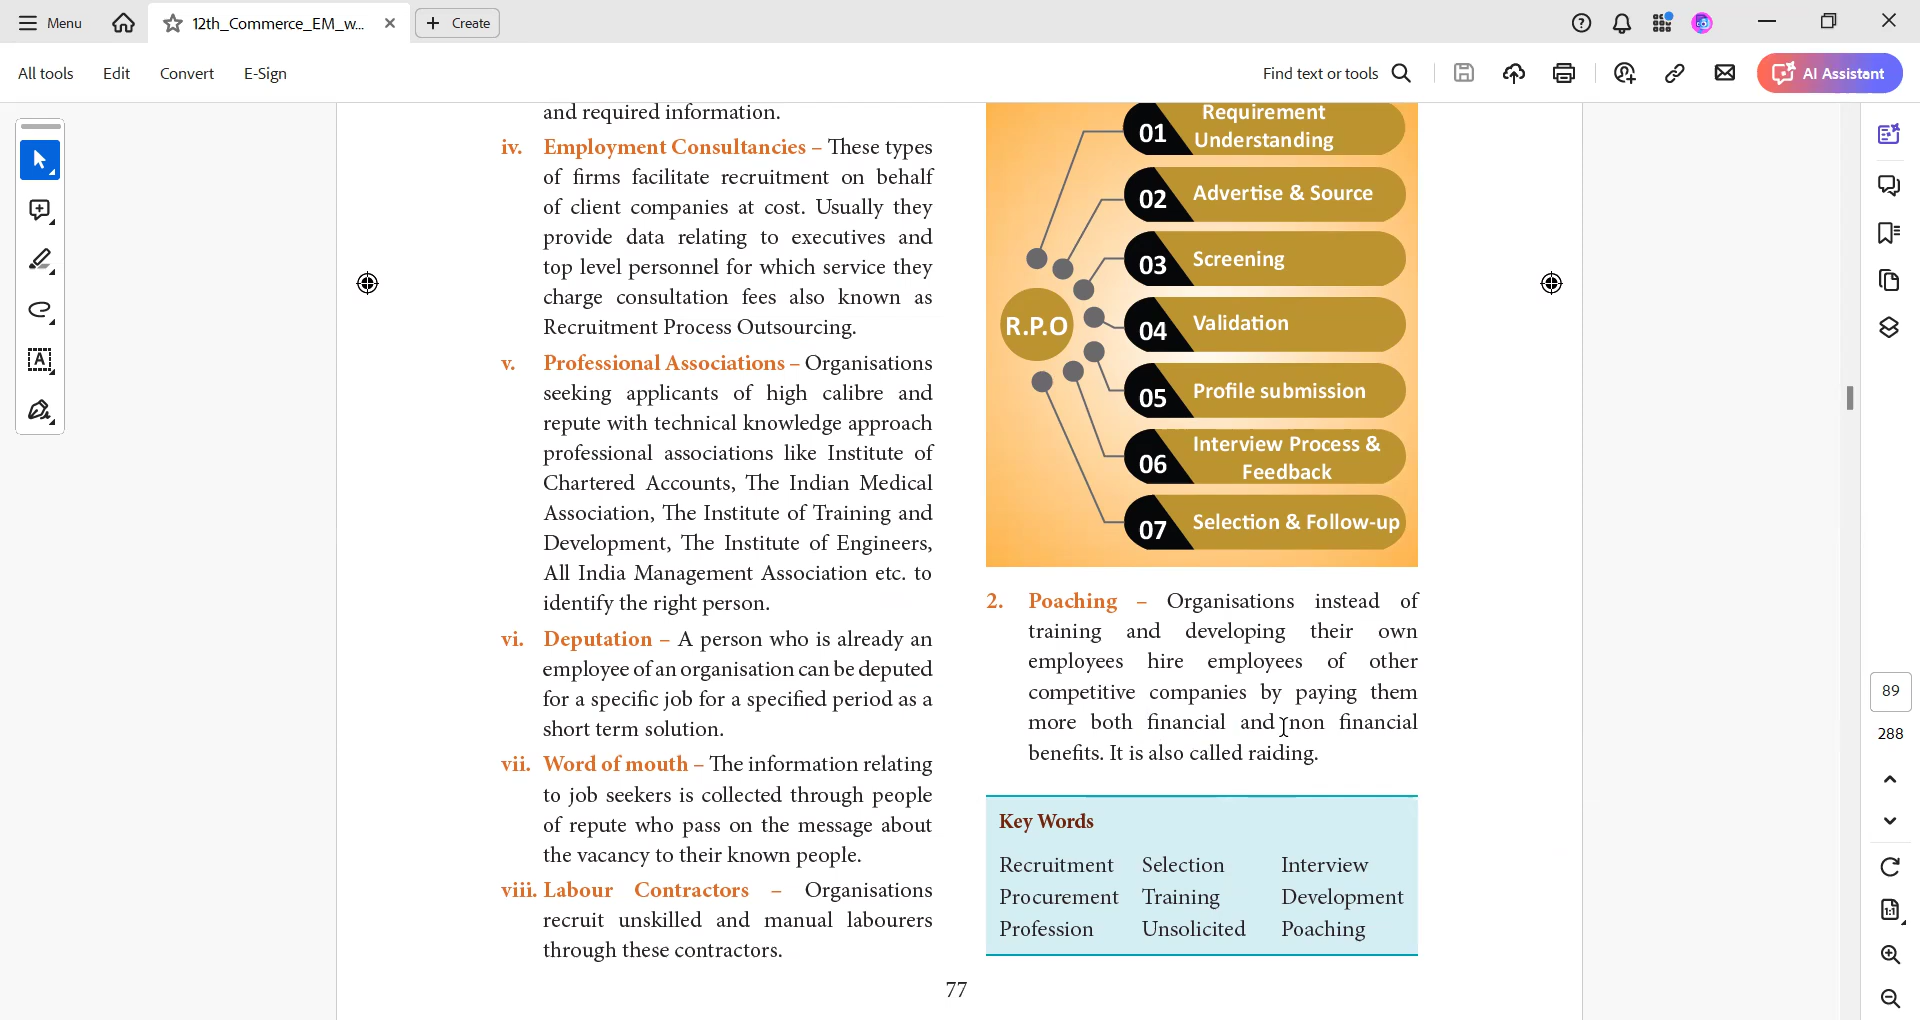 Menu
12th_Commerce_EM_w...
Create
All tools
Edit
Convert
E-Sign
Find text or tools
AI Assistant
and required information.
iv. Employment Consultancies – These types
of firms facilitate recruitment on behalf
of client companies at cost. Usually they
provide data relating to executives and
top level personnel for which service they
charge consultation fees also known as
Recruitment Process Outsourcing.
v. Professional Associations – Organisations
seeking applicants of high calibre and
repute with technical knowledge approach
professional associations like Institute of
Chartered Accounts, The Indian Medical
Association, The Institute of Training and
Development, The Institute of Engineers,
All India Management Association etc. to
identify the right person.
vi. Deputation – A person who is already an
employee of an organisation can be deputed
for a specific job for a specified period as a
short term solution.
vii. Word of mouth – The information relating
to job seekers is collected through people
of repute who pass on the message about
the vacancy to their known people.
viii. Labour Contractors – Organisations
recruit unskilled and manual labourers
through these contractors.
R.P.O
01 Requirement
Understanding
02 Advertise & Source
03 Screening
04 Validation
05 Profile submission
06 Interview Process &
Feedback
07 Selection & Follow-up
2. Poaching – Organisations instead of
training and developing their own
employees hire employees of other
competitive companies by paying them
more both financial and non financial
benefits. It is also called raiding.
Key Words
Recruitment Selection Interview
Procurement Training Development
Profession Unsolicited Poaching
77
89
288
1:1